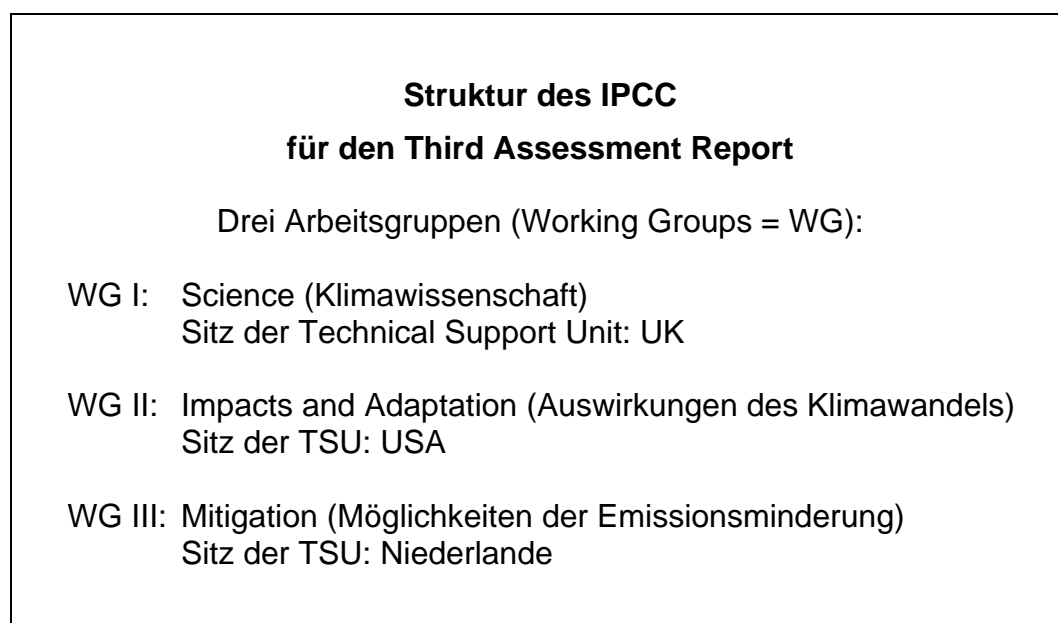 Struktur des IPCC
für den Third Assessment Report
Drei Arbeitsgruppen (Working Groups = WG):
WG I: Science (Klimawissenschaft)
Sitz der Technical Support Unit: UK
WG II: Impacts and Adaptation (Auswirkungen des Klimawandels)
Sitz der TSU: USA
WG III: Mitigation (Möglichkeiten der Emissionsminderung)
Sitz der TSU: Niederlande